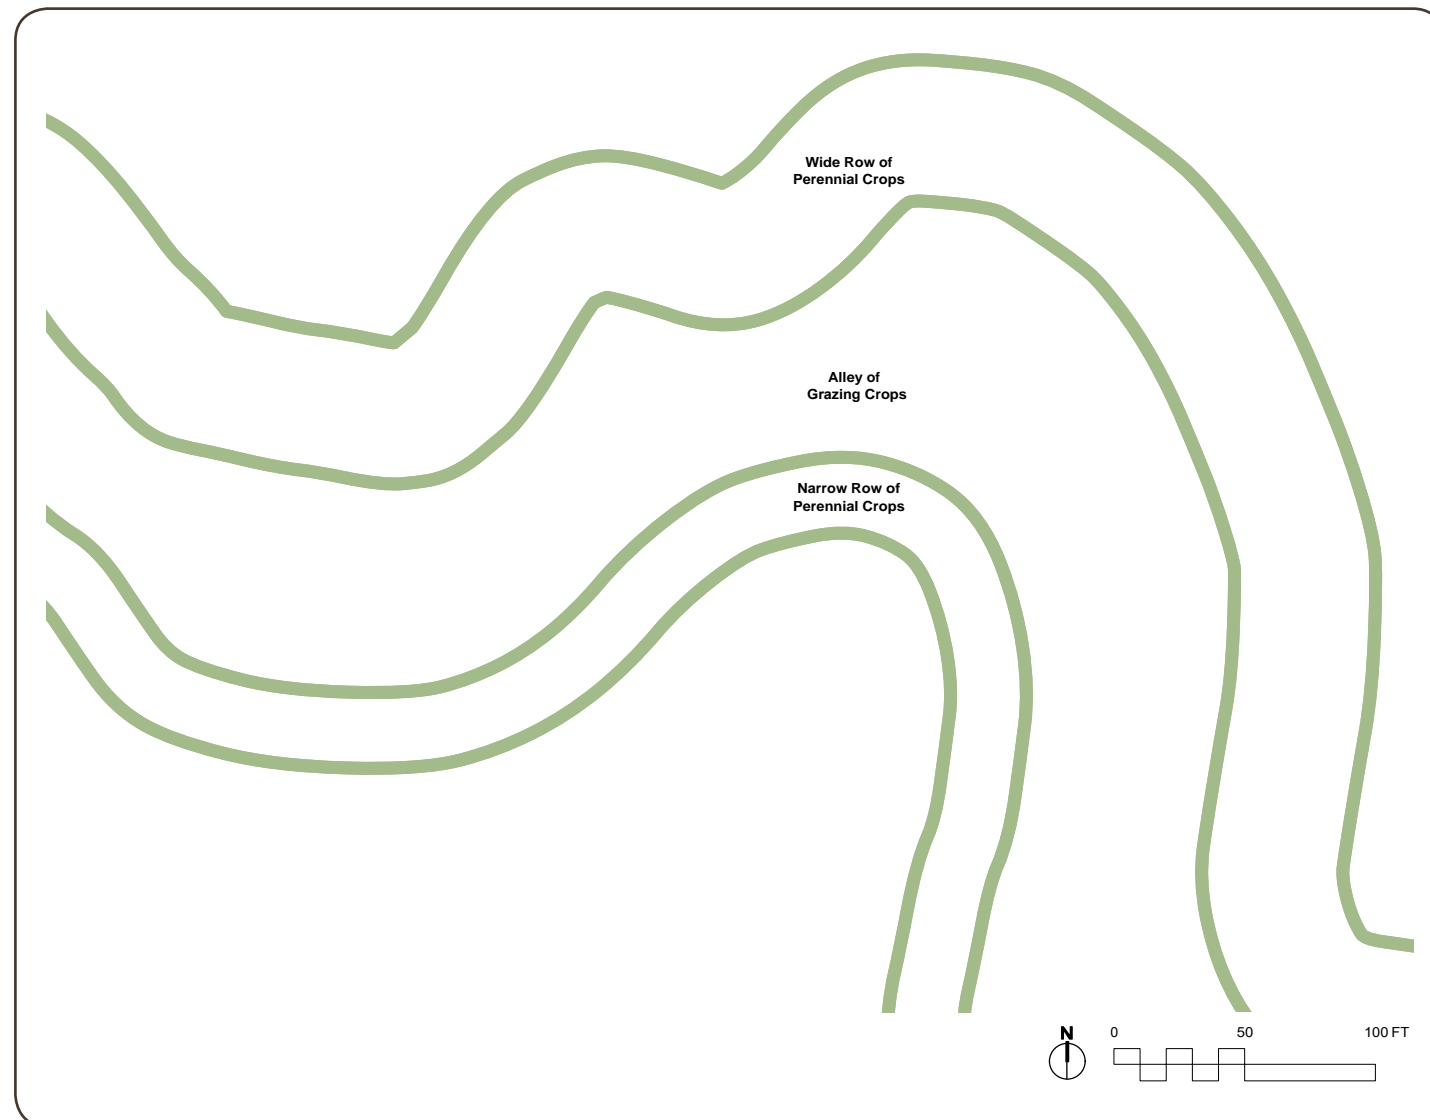 Wide Row of
Perennial Crops
Alley of
Grazing Crops
Narrow Row of
Perennial Crops
N
0 50 100 FT